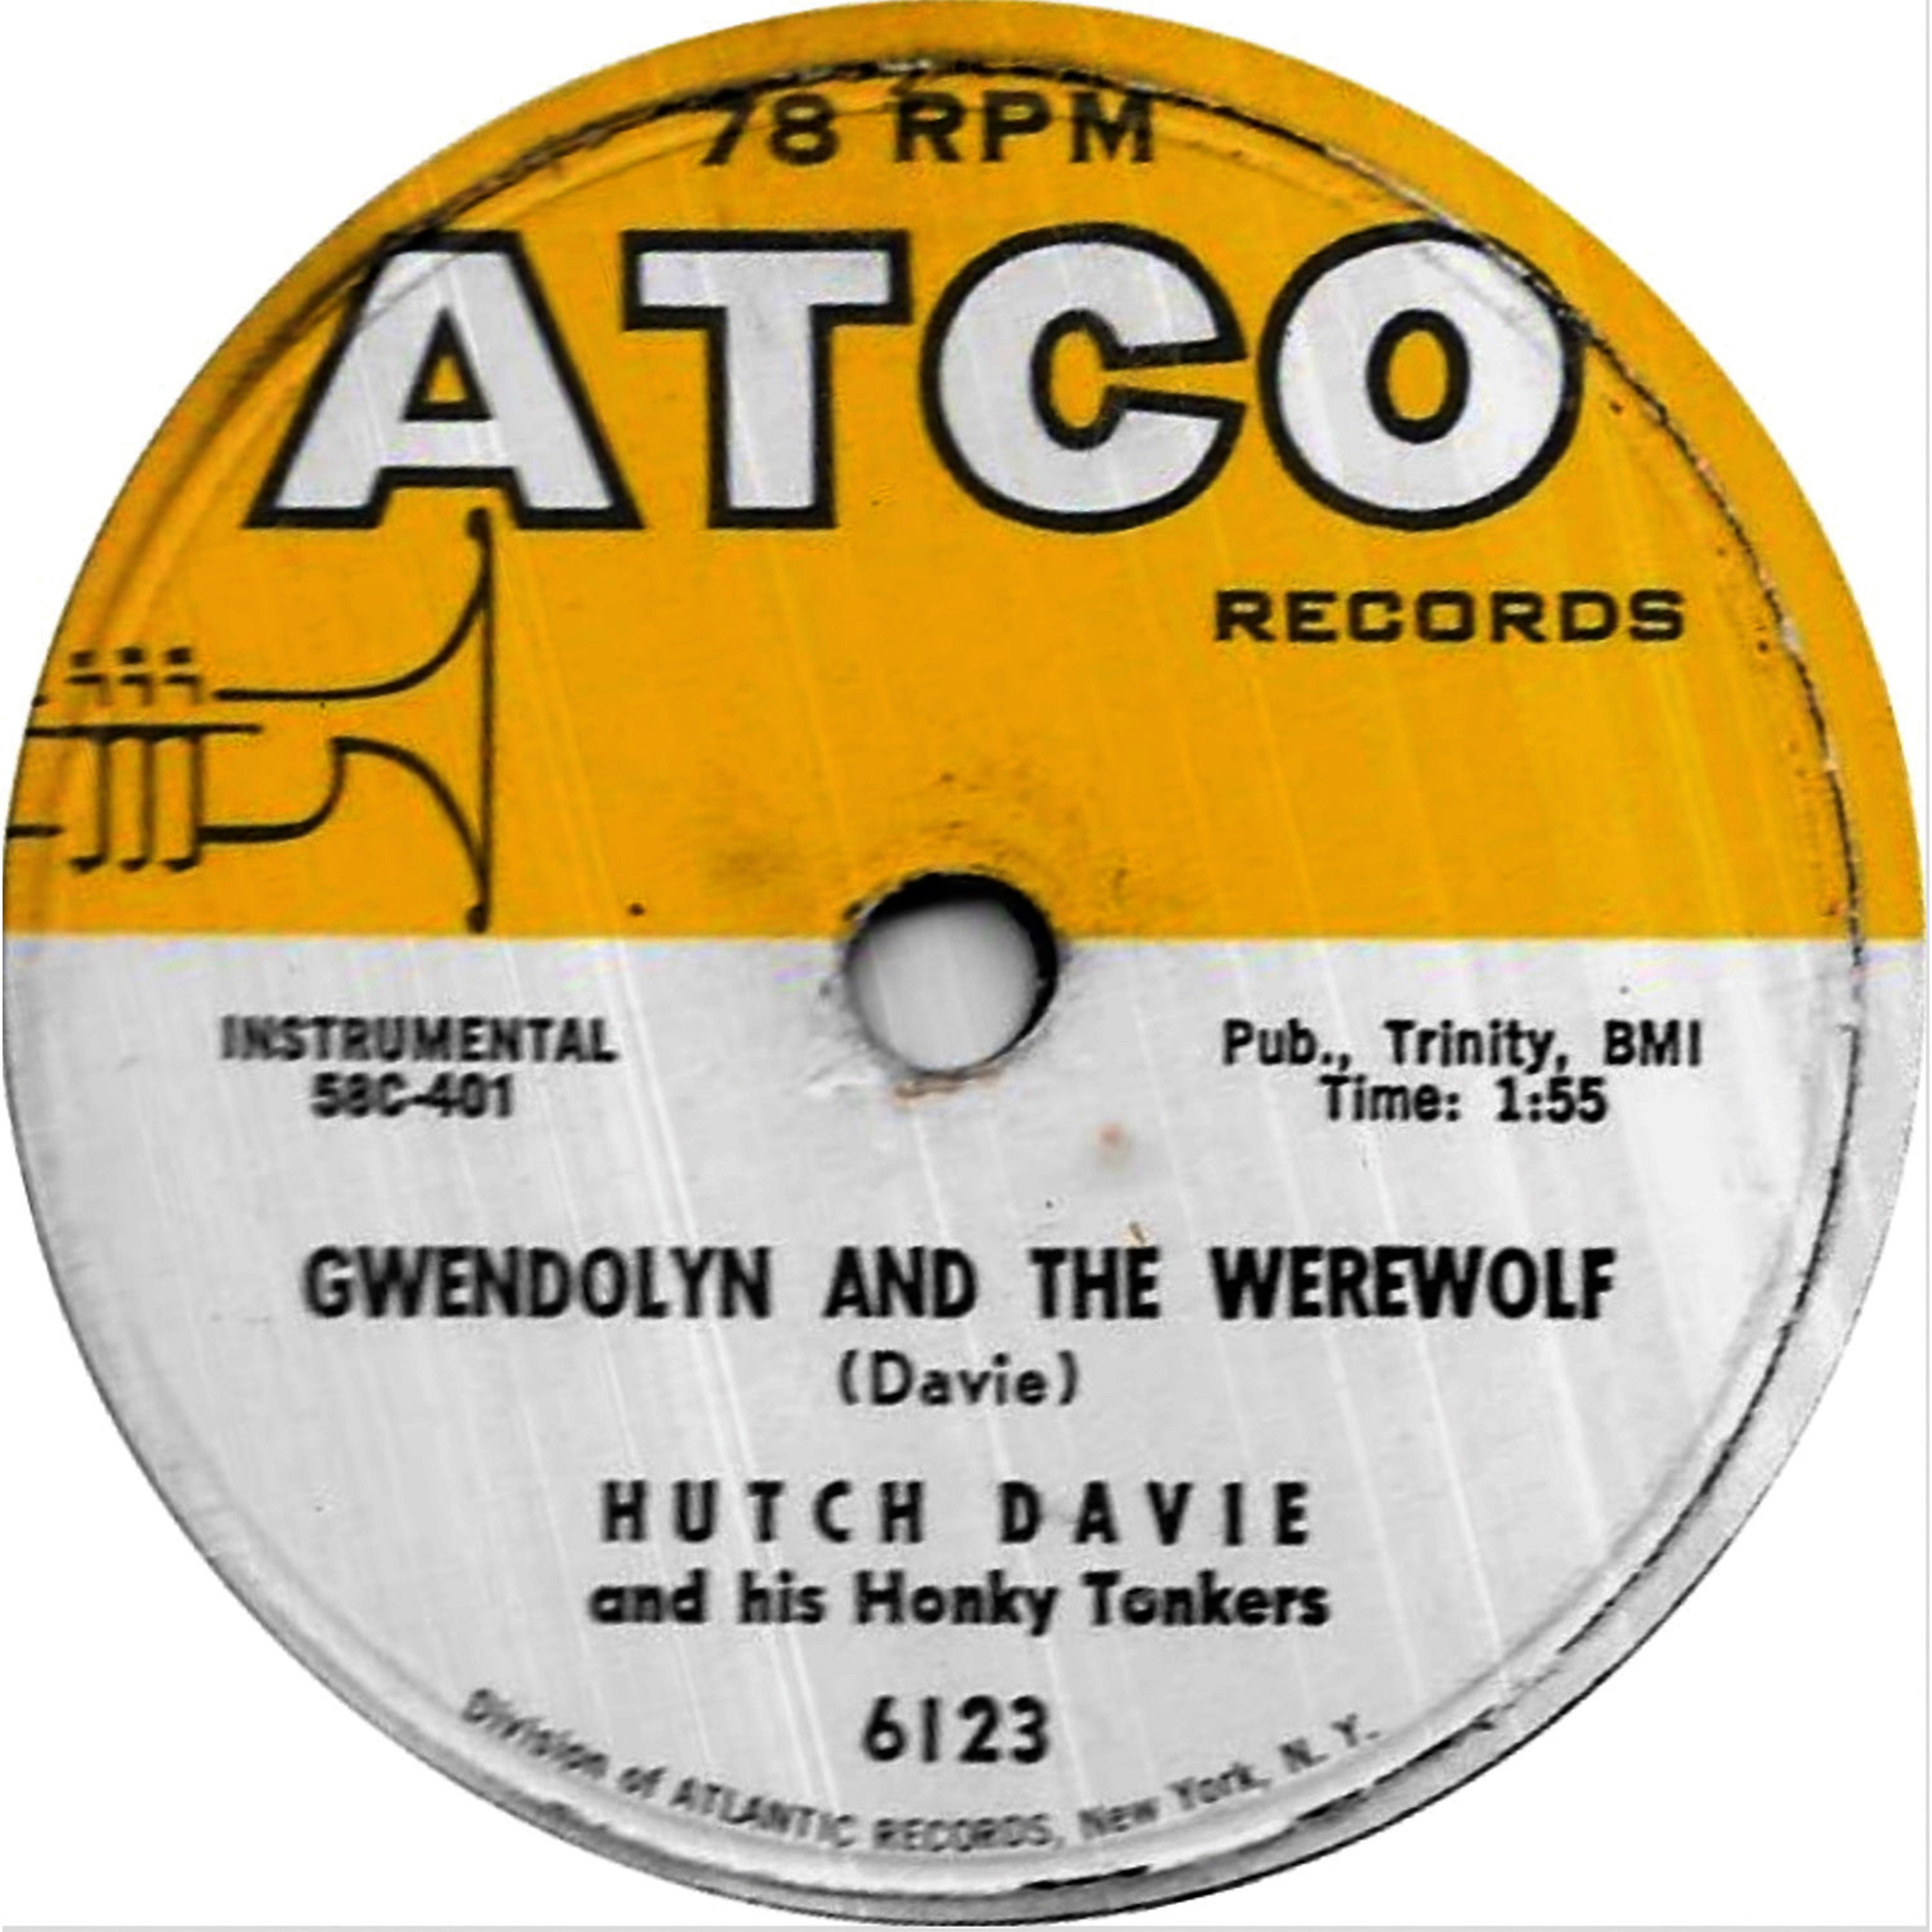 78 RPM
ATCO
RECORDS
INSTRUMENTAL
58C-401
Pub., Trinity, BMI
Time: 1:55
GWENDOLYN AND THE WEREWOLF
(Davie)
HUTCH DAVIE
and his Honky Tonkers
6123
Division of ATLANTIC RECORDS, New York, N. Y.